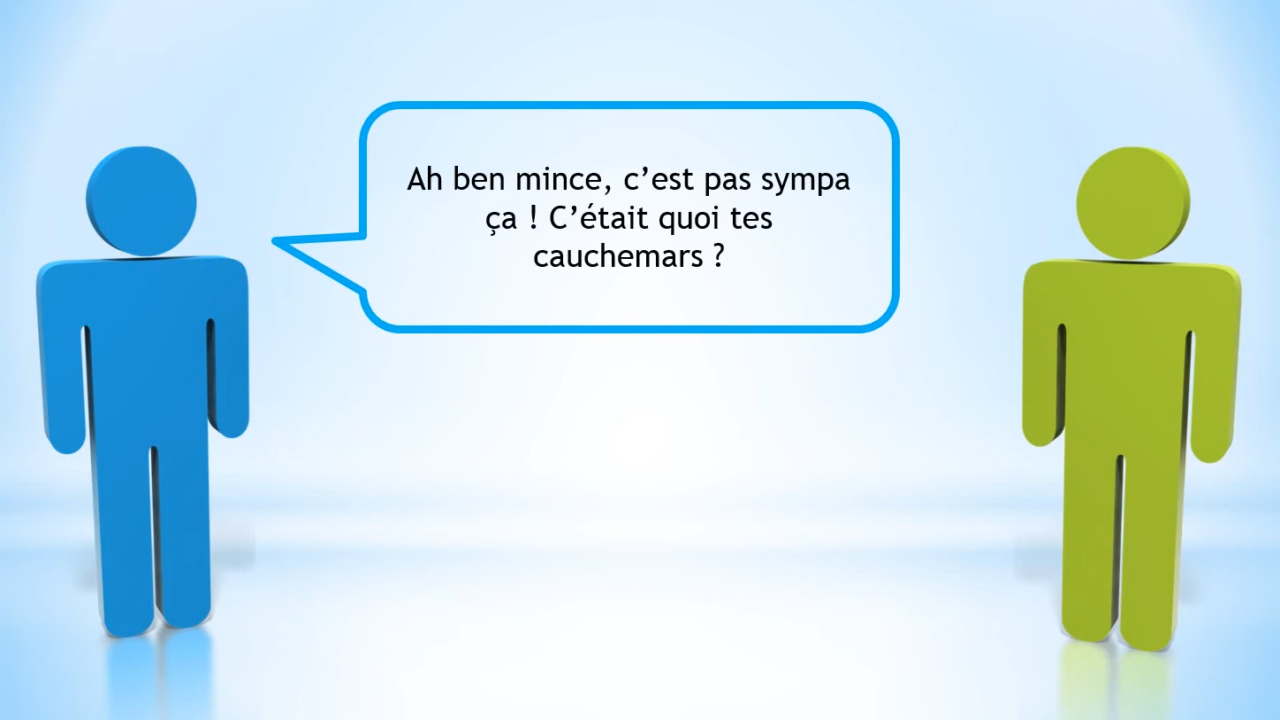 Ah ben mince, c’est pas sympa
ça ! C’était quoi tes
cauchemars ?